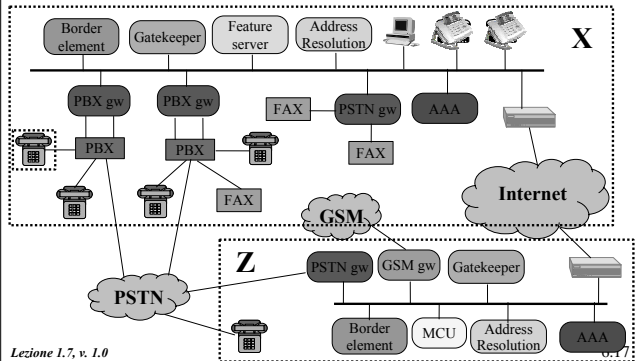 Border element
Gatekeeper
Feature server
Address Resolution
X
PBX gw
PBX gw
FAX
PSTN gw
AAA
PBX
PBX
FAX
FAX
Internet
GSM
Z
PSTN gw
GSM gw
Gatekeeper
PSTN
Border element
MCU
Address Resolution
AAA
Lezione 1.7, v. 1.0
6.17